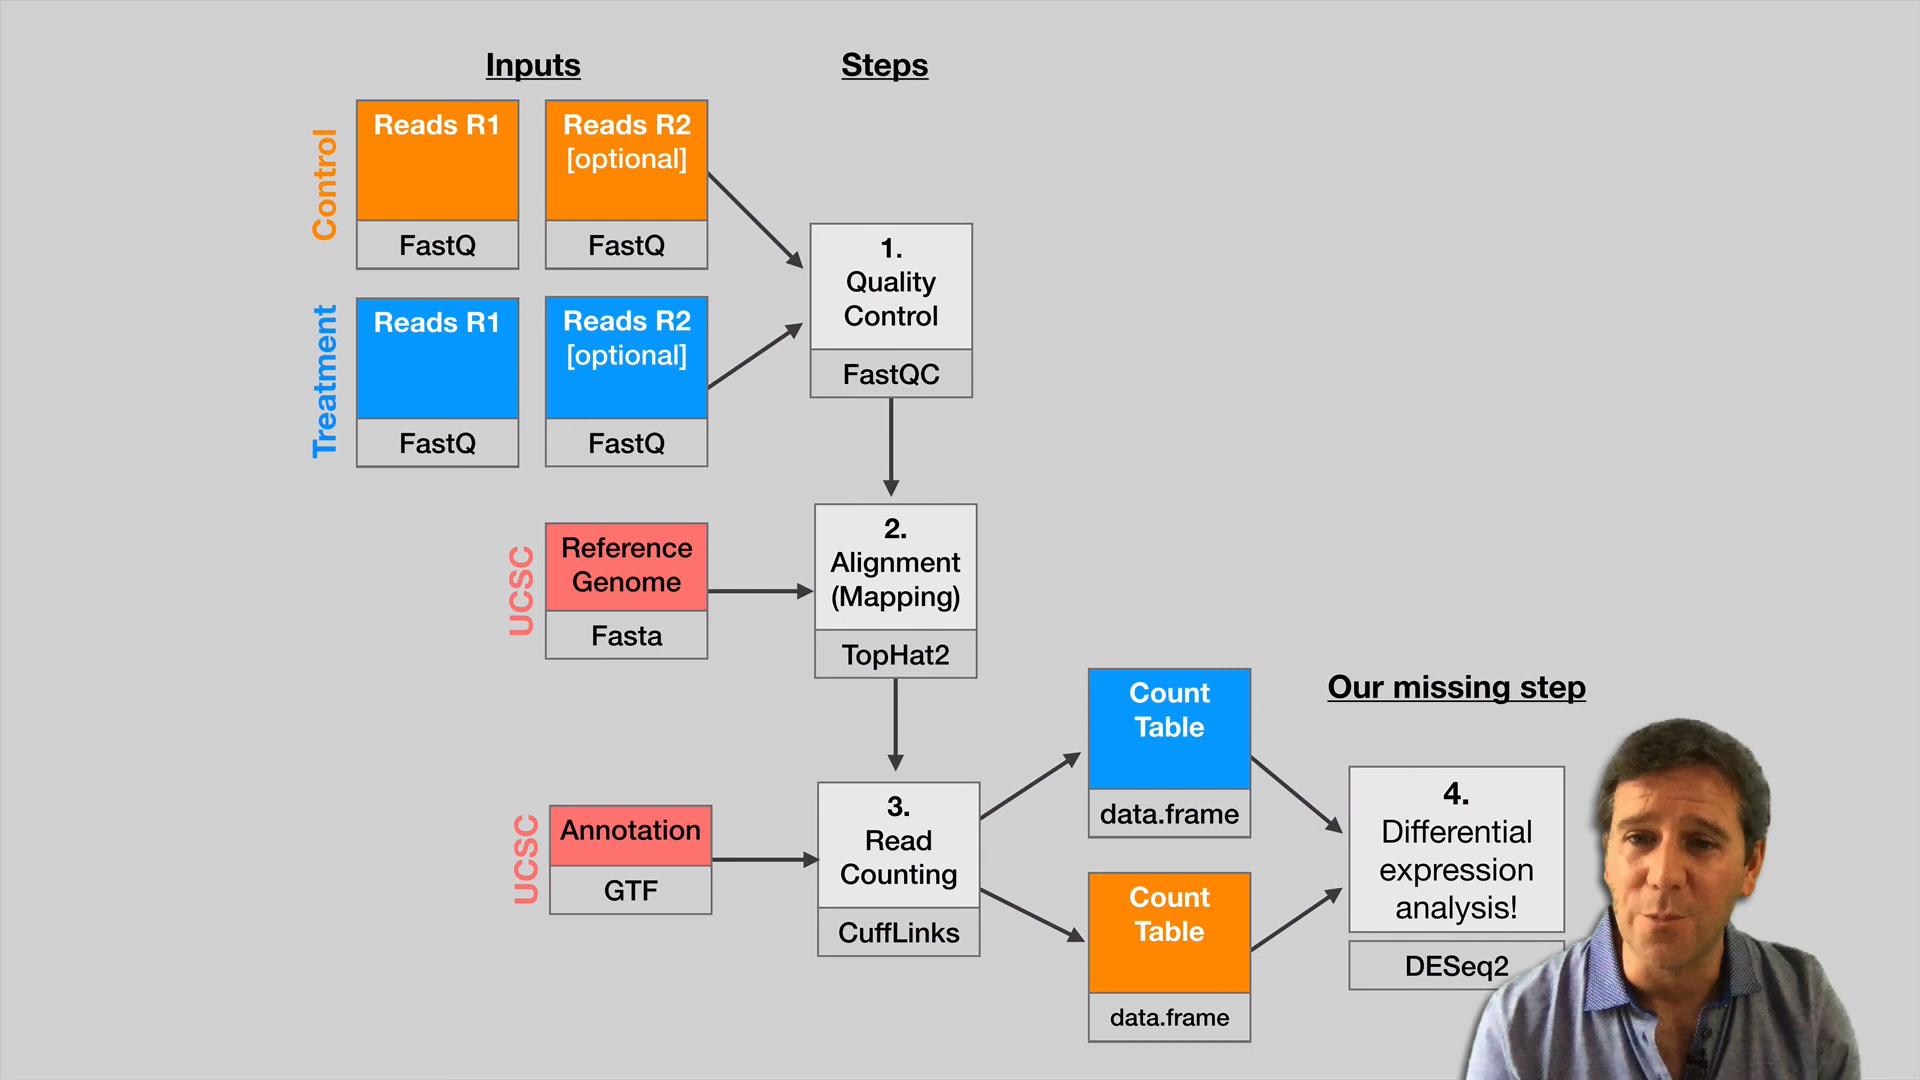 Inputs
Steps
Control
Reads R1
FastQ
Reads R2
[optional]
FastQ
Treatment
Reads R1
FastQ
Reads R2
[optional]
FastQ
1.
Quality
Control
FastQC
UCSC
Reference
Genome
Fasta
2.
Alignment
(Mapping)
TopHat2
UCSC
Annotation
GTF
3.
Read
Counting
CuffLinks
Count
Table
data.frame
Count
Table
data.frame
Our missing step
4.
Differential
expression
analysis!
DESeq2